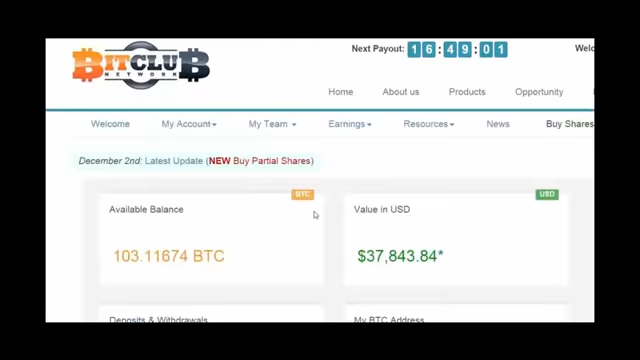 Next Payout: 16:49:01 Welc
BITCLUB
NETWORK
Home About us Products Opportunity
Welcome My Account My Team Earnings Resources News Buy Shares
December 2nd: Latest Update (NEW Buy Partial Shares)
BTC USD
Available Balance Value in USD
103.11674 BTC $37,843.84*
Deposits & Withdrawals My BTC Address